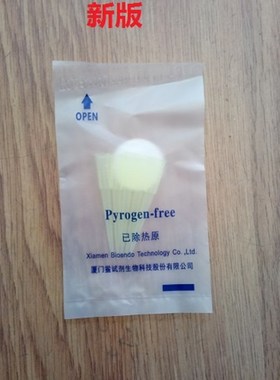 新版
OPEN
Pyrogen-free
已除热原
Xiamen Bioendo Technology Co.,Ltd.
厦门鲎试剂生物科技股份有限公司